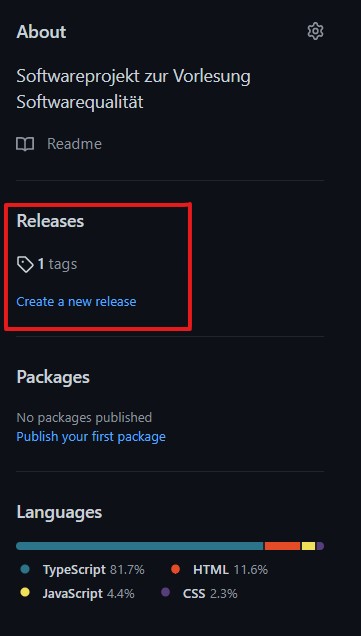 About
Softwareprojekt zur Vorlesung
Softwarequalität
Readme
Releases
1 tags
Create a new release
Packages
No packages published
Publish your first package
Languages
TypeScript 81.7% HTML 11.6%
JavaScript 4.4% CSS 2.3%